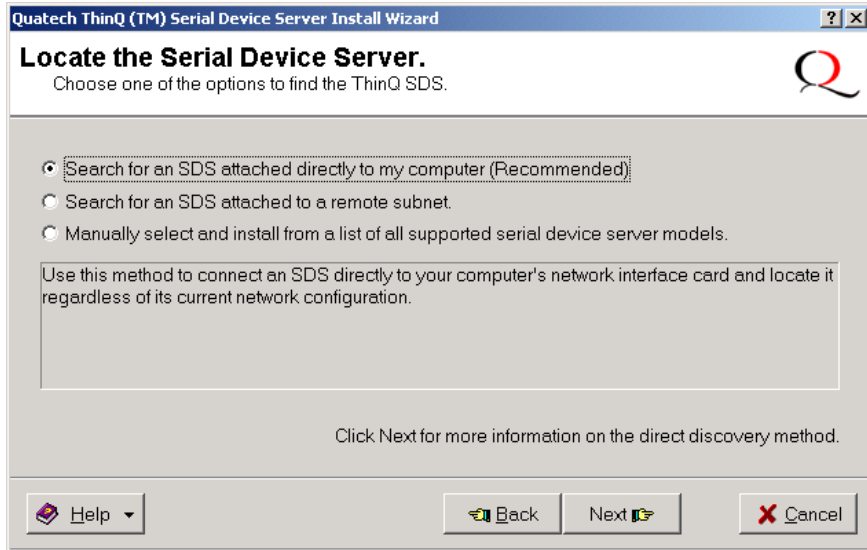 Quatech ThinQ (TM) Serial Device Server Install Wizard
Locate the Serial Device Server.
Choose one of the options to find the ThinQ SDS.
Search for an SDS attached directly to my computer (Recommended)
Search for an SDS attached to a remote subnet.
Manually select and install from a list of all supported serial device server models.
Use this method to connect an SDS directly to your computer's network interface card and locate it
regardless of its current network configuration.
Click Next for more information on the direct discovery method.
Help Back Next Cancel